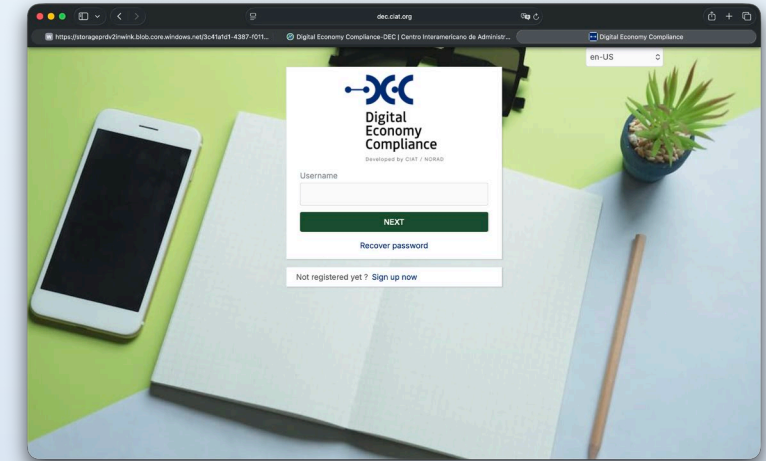 dec.ciat.org
https://storageprdv2inwink.blob.core.windows.net/3c41a1d1-4387-f011...
Digital Economy Compliance-DEC | Centro Interamericano de Administr...
Digital Economy Compliance
en-US
Digital
Economy
Compliance
Developed by CIAT / NORAD
Username
NEXT
Recover password
Not registered yet ? Sign up now